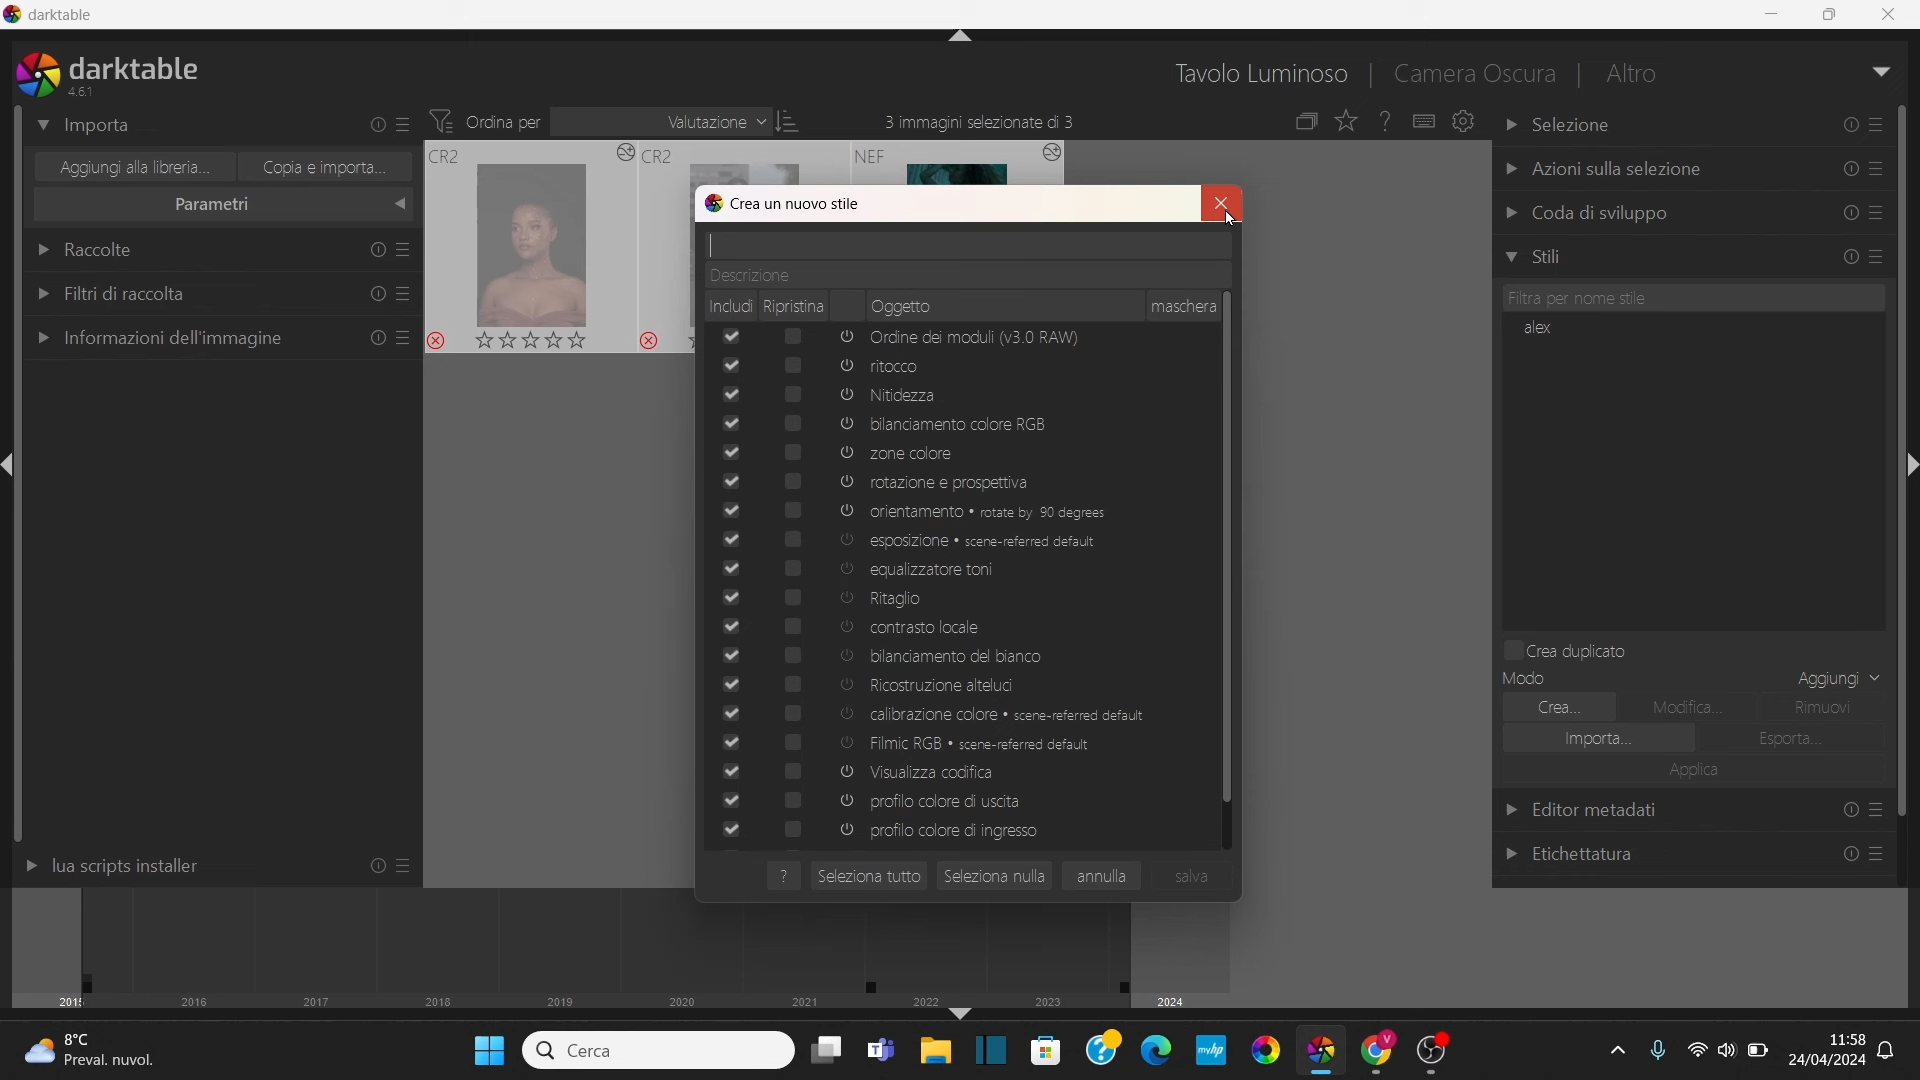 darktable
darktable
4.6.1
Tavolo Luminoso | Camera Oscura | Altro
Importa
Ordina per
Valutazione
3 immagini selezionate di 3
Aggiungi alla libreria...
Copia e importa...
Parametri
Raccolte
Filtri di raccolta
Informazioni dell'immagine
lua scripts installer
CR2
CR2
NEF
Crea un nuovo stile
Descrizione
Includi Ripristina Oggetto maschera
Ordine dei moduli (v3.0 RAW)
ritocco
Nitidezza
bilanciamento colore RGB
zone colore
rotazione e prospettiva
orientamento • rotate by 90 degrees
esposizione • scene-referred default
equalizzatore toni
Ritaglio
contrasto locale
bilanciamento del bianco
Ricostruzione alteluci
calibrazione colore • scene-referred default
Filmic RGB • scene-referred default
Visualizza codifica
profilo colore di uscita
profilo colore di ingresso
? Seleziona tutto Seleziona nulla annulla salva
Selezione
Azioni sulla selezione
Coda di sviluppo
Stili
Filtra per nome stile
alex
Crea duplicato
Modo Aggiungi
Crea... Modifica... Rimuovi
Importa... Esporta...
Applica
Editor metadati
Etichettatura
2015 2016 2017 2018 2019 2020 2021 2022 2023 2024
8°C
Preval. nuvol.
Cerca
myhp
V
11:58
24/04/2024